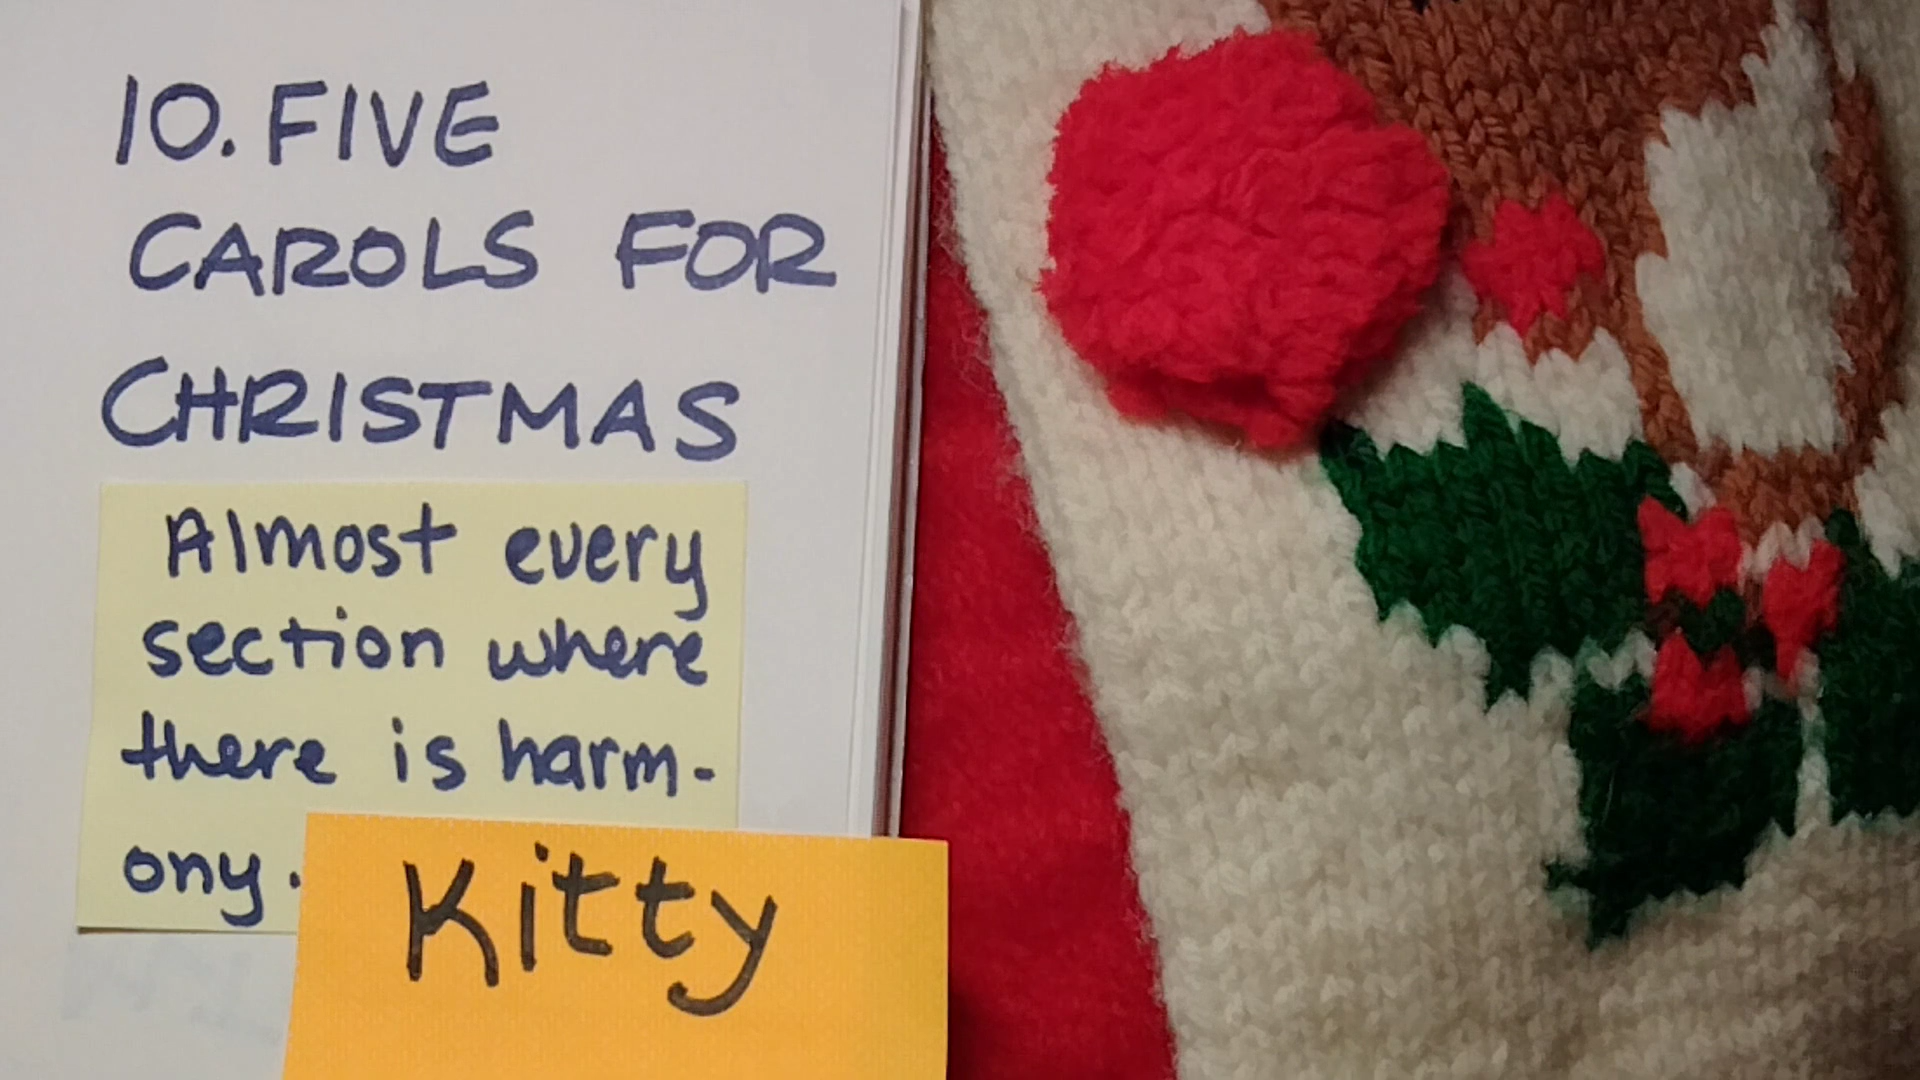 10. FIVE
CAROLS FOR
CHRISTMAS
Almost every
section where
there is harm-
ony.
Kitty